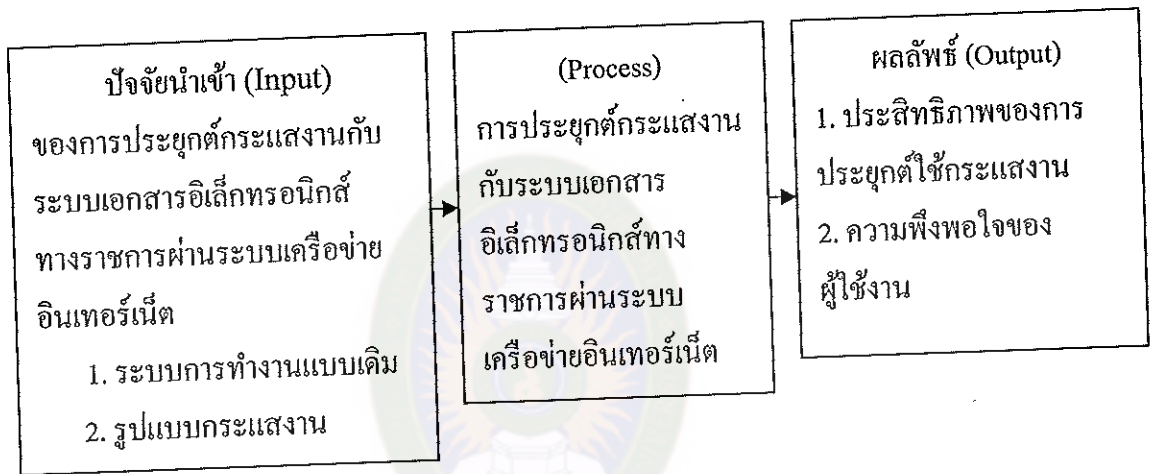 ปัจจัยนำเข้า (Input)
ของการประยุกต์กระแสงานกับ
ระบบเอกสารอิเล็กทรอนิกส์
ทางราชการผ่านระบบเครือข่าย
อินเทอร์เน็ต
1. ระบบการทำงานแบบเดิม
2. รูปแบบกระแสงาน
(Process)
การประยุกต์กระแสงาน
กับระบบเอกสาร
อิเล็กทรอนิกส์ทาง
ราชการผ่านระบบ
เครือข่ายอินเทอร์เน็ต
ผลลัพธ์ (Output)
1. ประสิทธิภาพของการ
ประยุกต์ใช้กระแสงาน
2. ความพึงพอใจของ
ผู้ใช้งาน